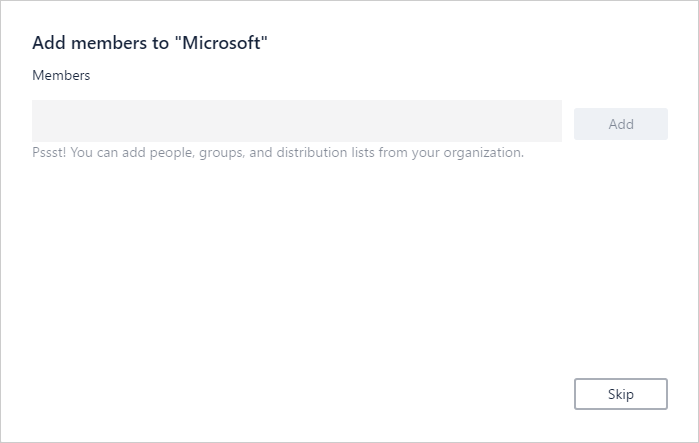 Add members to "Microsoft"
Members
Add
Pssst! You can add people, groups, and distribution lists from your organization.
Skip